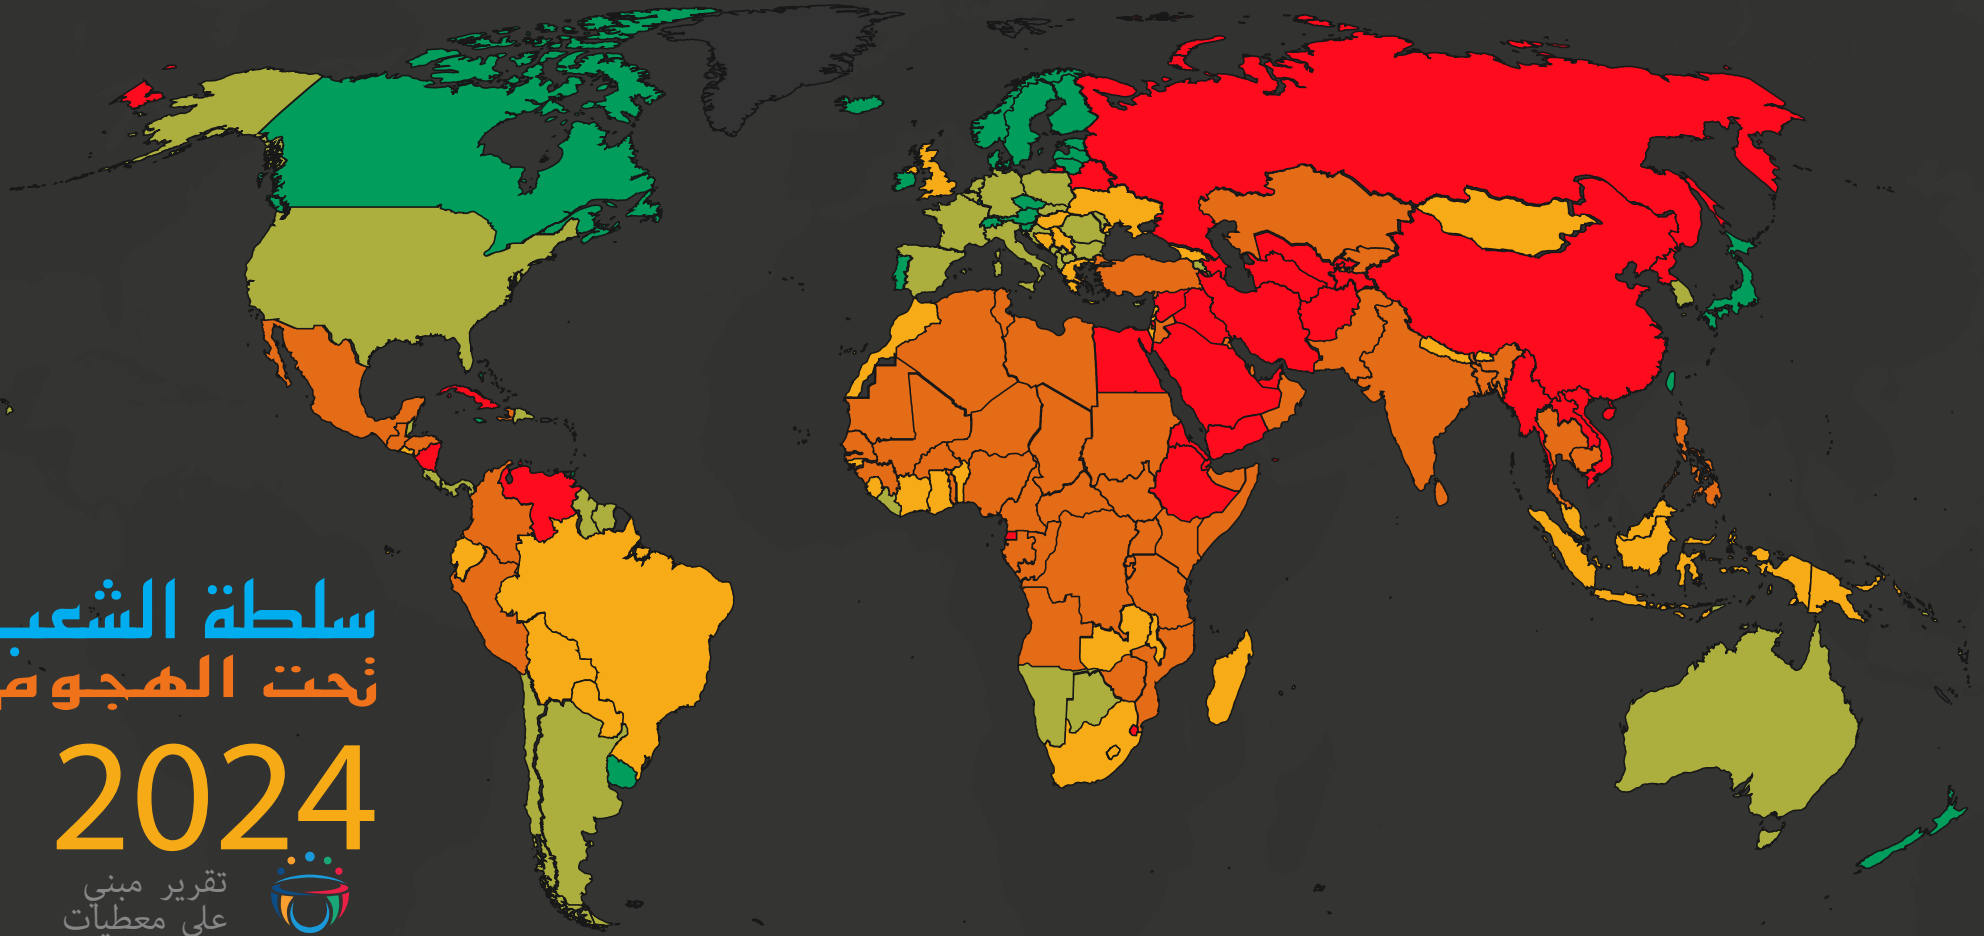 سلطة الشعب
تحت الهجوم
2024
تقرير مبني
على معطيات